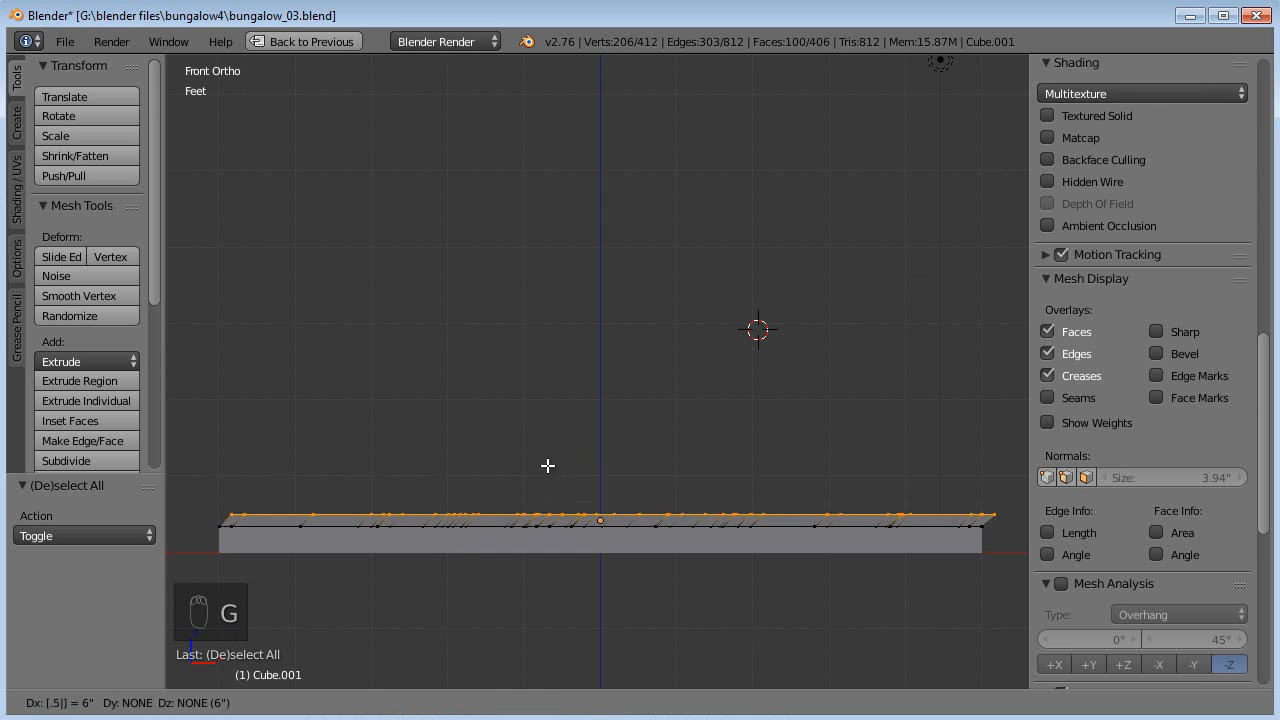 Blender* [G:\blender files\bungalow4\bungalow_03.blend]
File Render Window Help Back to Previous Blender Render v2.76 | Verts:206/412 | Edges:303/812 | Faces:100/406 | Tris:812 | Mem:15.87M | Cube.001
Tools
Create
Shading / UVs
Options
Grease Pencil
Transform
Translate
Rotate
Scale
Shrink/Fatten
Push/Pull
Mesh Tools
Deform:
Slide Ed Vertex
Noise
Smooth Vertex
Randomize
Add:
Extrude
Extrude Region
Extrude Individual
Inset Faces
Make Edge/Face
Subdivide
(De)select All
Action
Toggle
Front Ortho
Feet
G
Last: (De)select All
(1) Cube.001
Shading
Multitexture
Textured Solid
Matcap
Backface Culling
Hidden Wire
Depth Of Field
Ambient Occlusion
Motion Tracking
Mesh Display
Overlays:
Faces Sharp
Edges Bevel
Creases Edge Marks
Seams Face Marks
Show Weights
Normals:
Size: 3.94"
Edge Info: Face Info:
Length Area
Angle Angle
Mesh Analysis
Type: Overhang
0° 45°
+X +Y +Z -X -Y -Z
Dx: [.5|] = 6" Dy: NONE Dz: NONE (6")